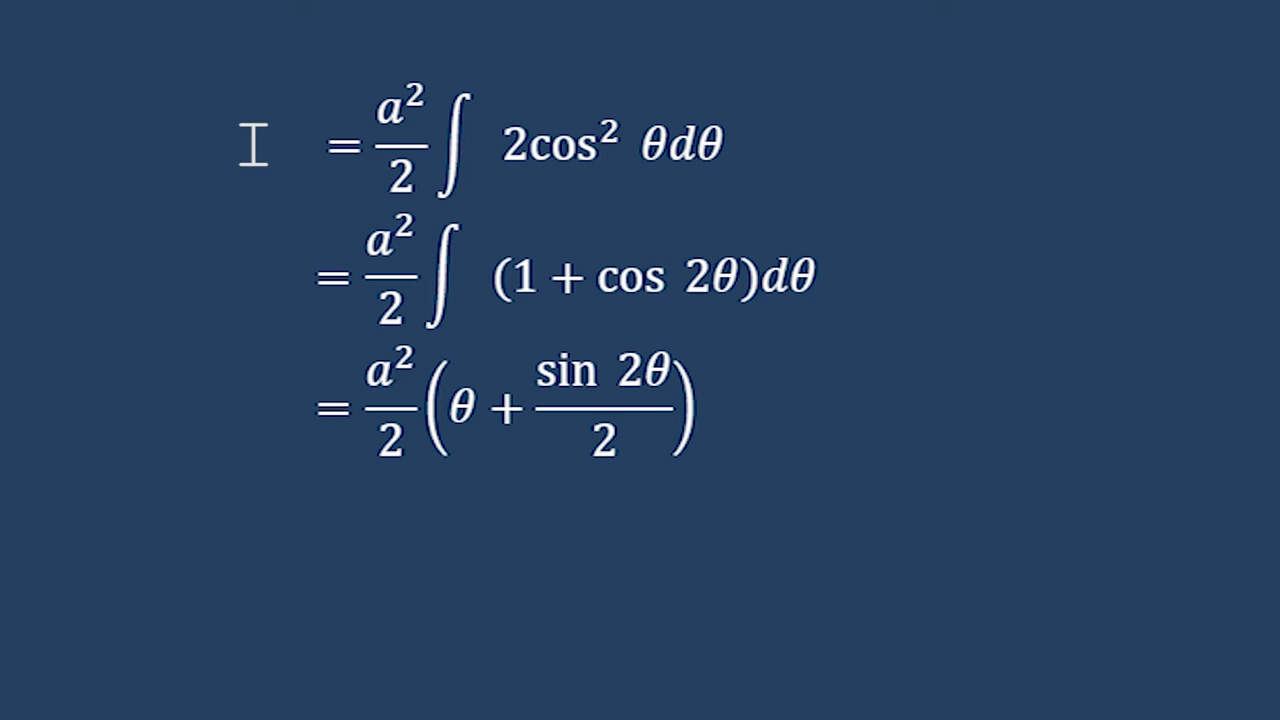 = a²/2 ∫ 2cos² θdθ
= a²/2 ∫ (1 + cos 2θ)dθ
= a²/2 (θ + sin 2θ/2)